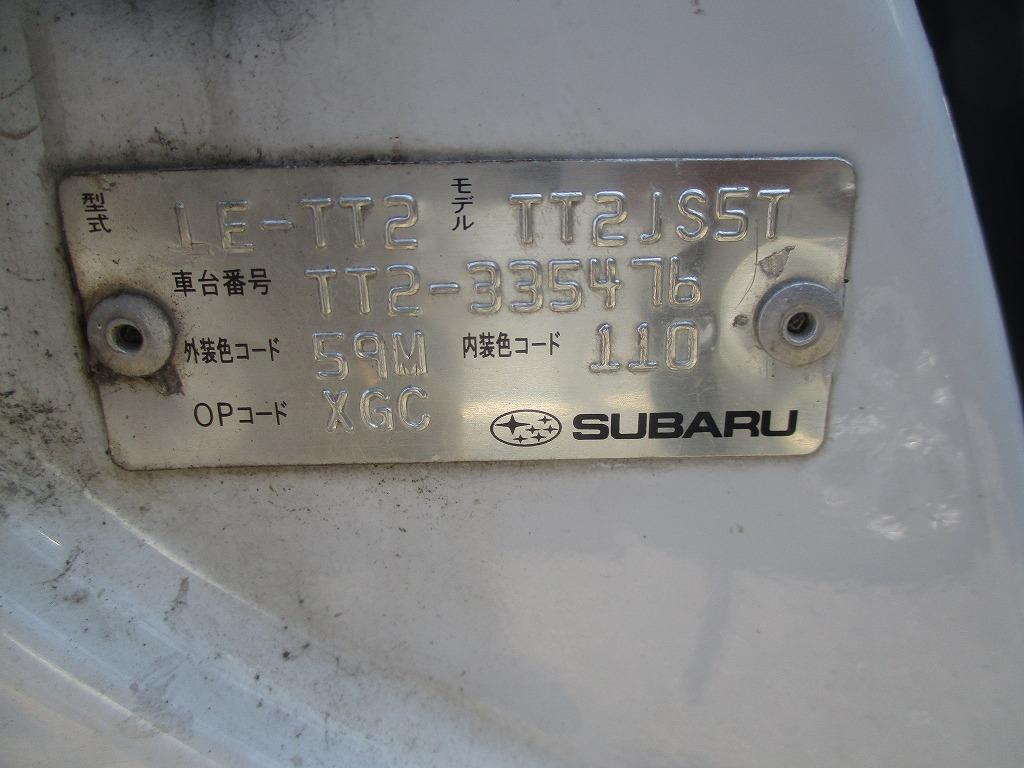 型式 LE-TT2 モデル TT2JS5T
車台番号 TT2-335476
外装色コード 59M 内装色コード 110
OPコード XGC SUBARU